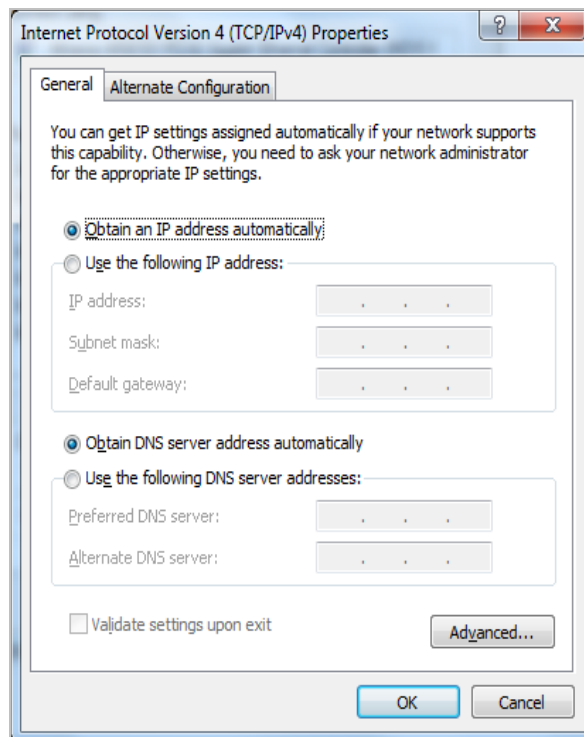 Internet Protocol Version 4 (TCP/IPv4) Properties
?
X
General
Alternate Configuration
You can get IP settings assigned automatically if your network supports
this capability. Otherwise, you need to ask your network administrator
for the appropriate IP settings.
Obtain an IP address automatically
Use the following IP address:
IP address:
. . .
Subnet mask:
. . .
Default gateway:
. . .
Obtain DNS server address automatically
Use the following DNS server addresses:
Preferred DNS server:
. . .
Alternate DNS server:
. . .
Validate settings upon exit
Advanced...
OK
Cancel